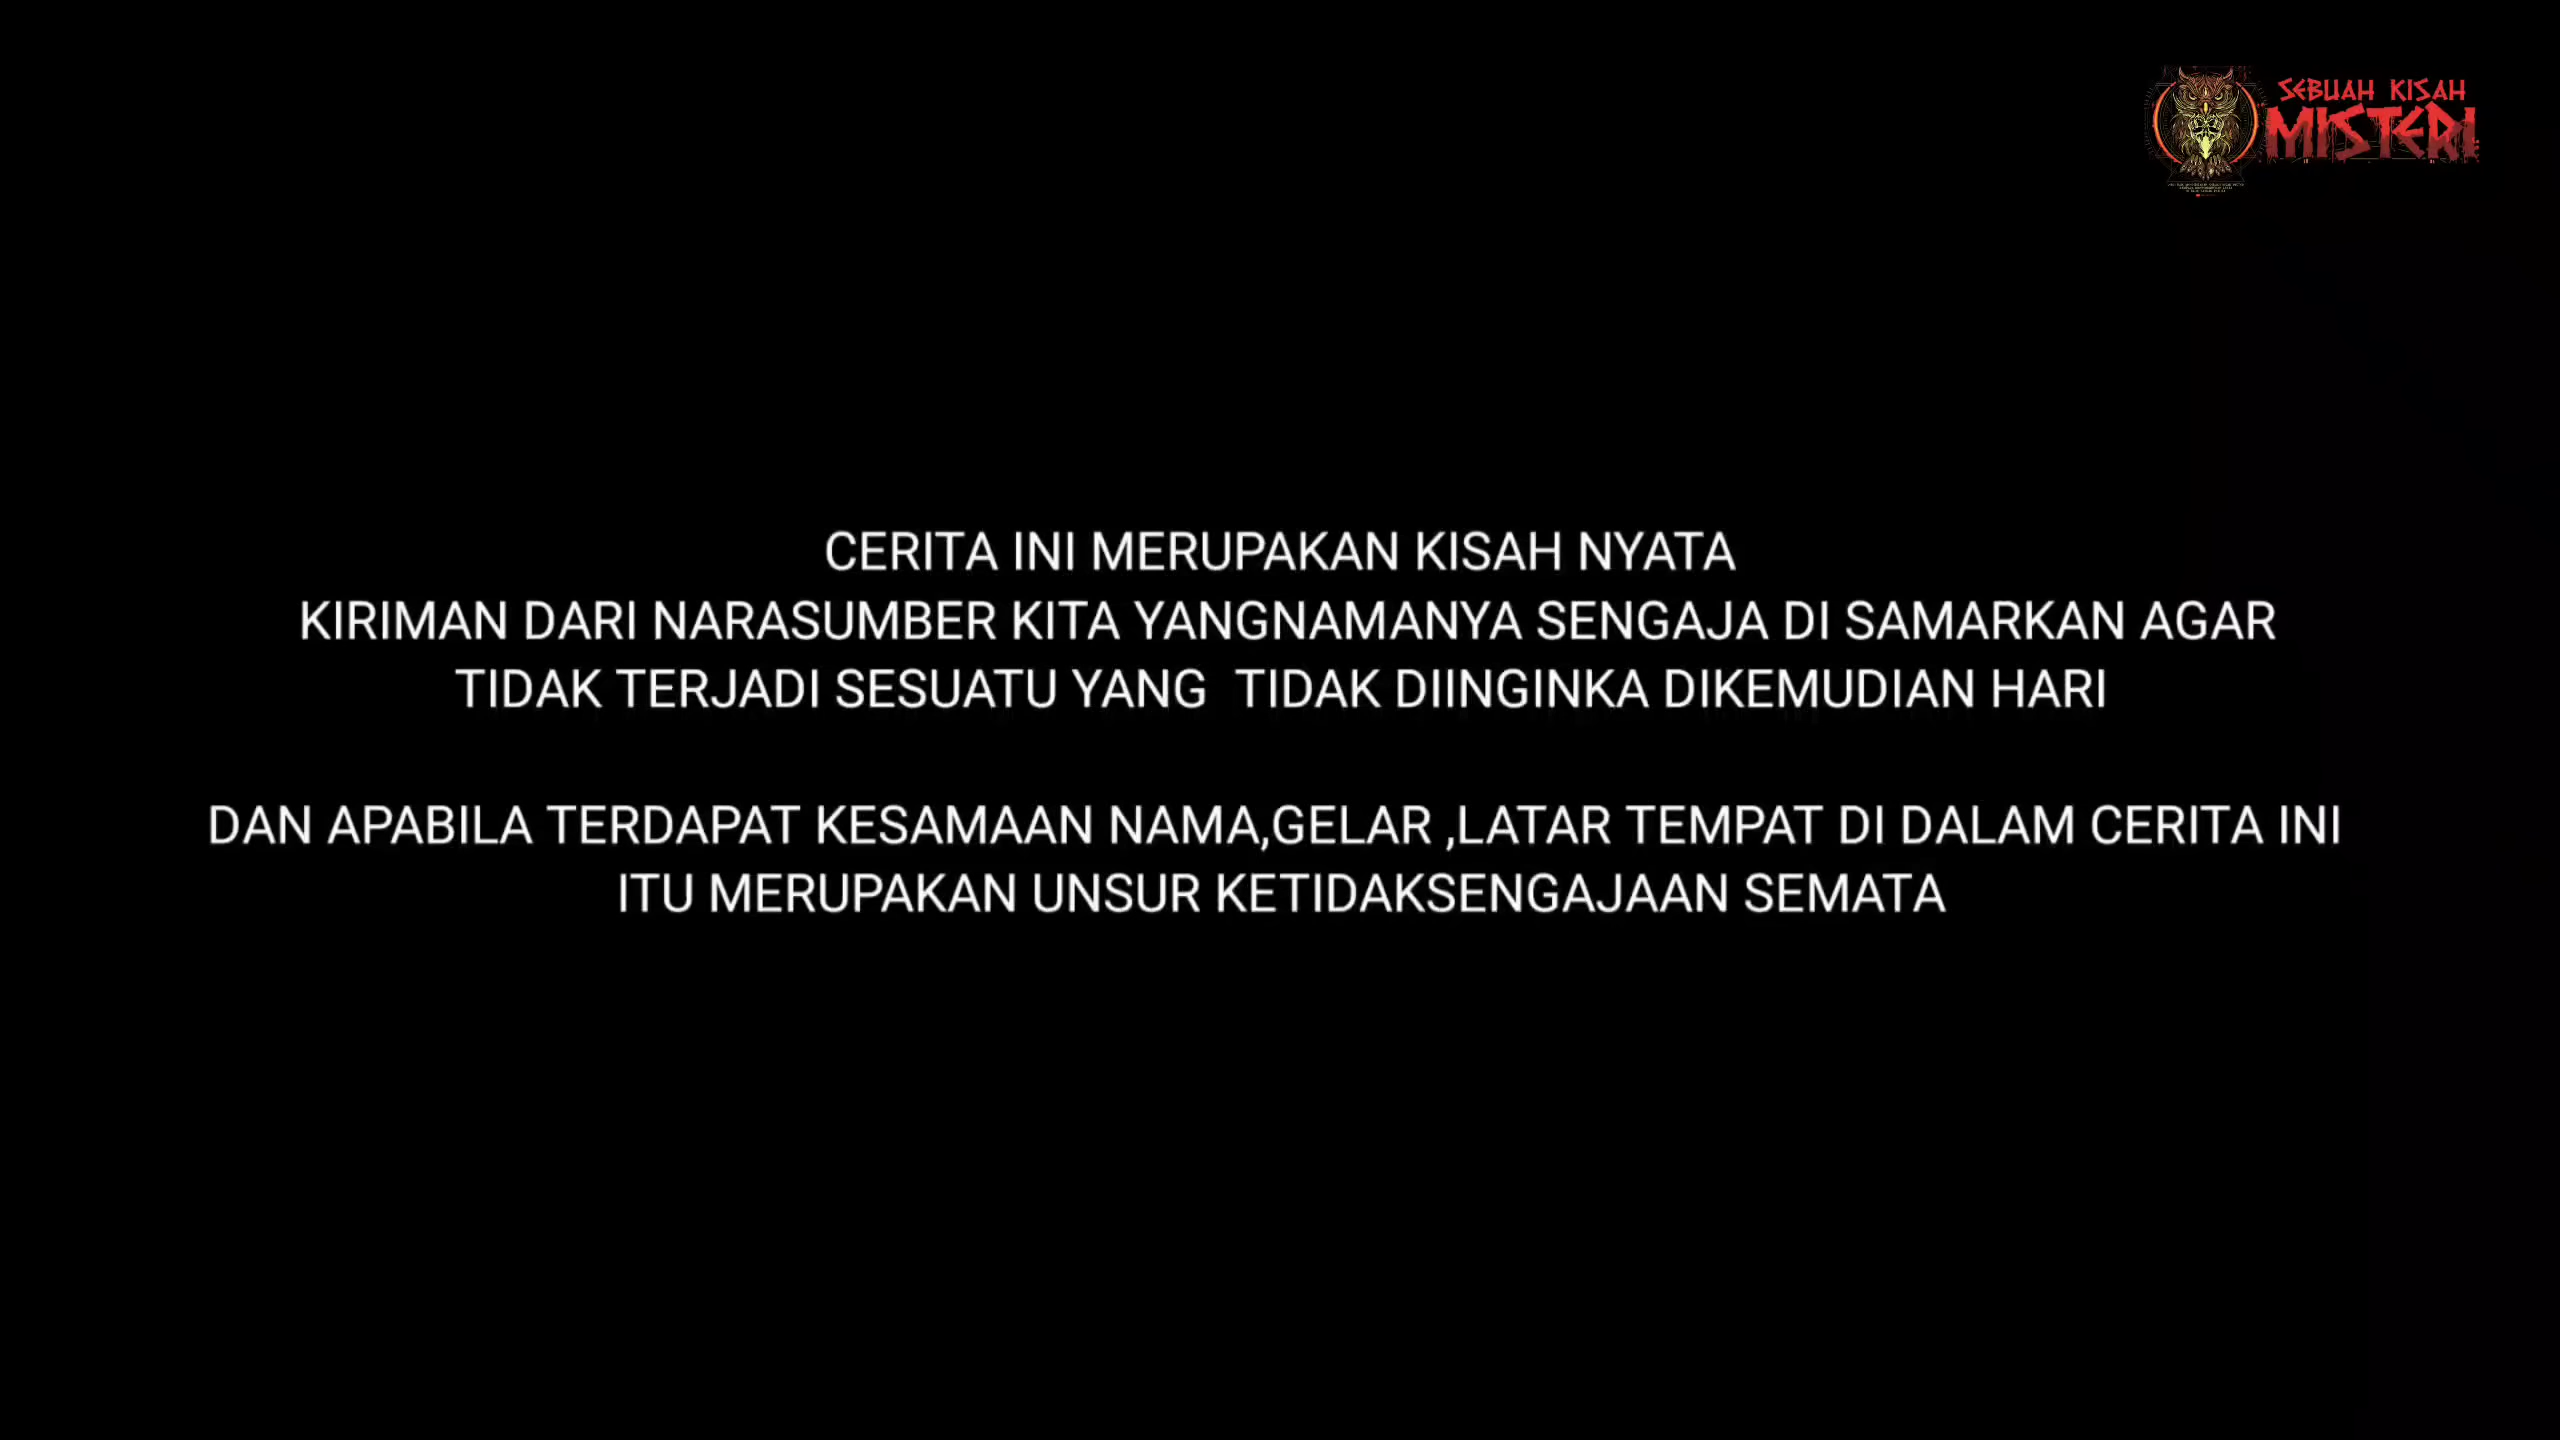 SEBUAH KISAH
MISTERI
CERITA INI MERUPAKAN KISAH NYATA
KIRIMAN DARI NARASUMBER KITA YANGNAMANYA SENGAJA DI SAMARKAN AGAR
TIDAK TERJADI SESUATU YANG  TIDAK DIINGINKA DIKEMUDIAN HARI
DAN APABILA TERDAPAT KESAMAAN NAMA,GELAR ,LATAR TEMPAT DI DALAM CERITA INI
ITU MERUPAKAN UNSUR KETIDAKSENGAJAAN SEMATA